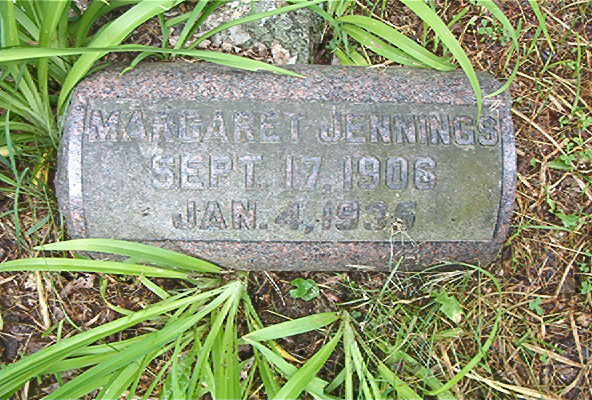 MARGARET JENNINGS
SEPT. 17, 1906
JAN. 4, 1935